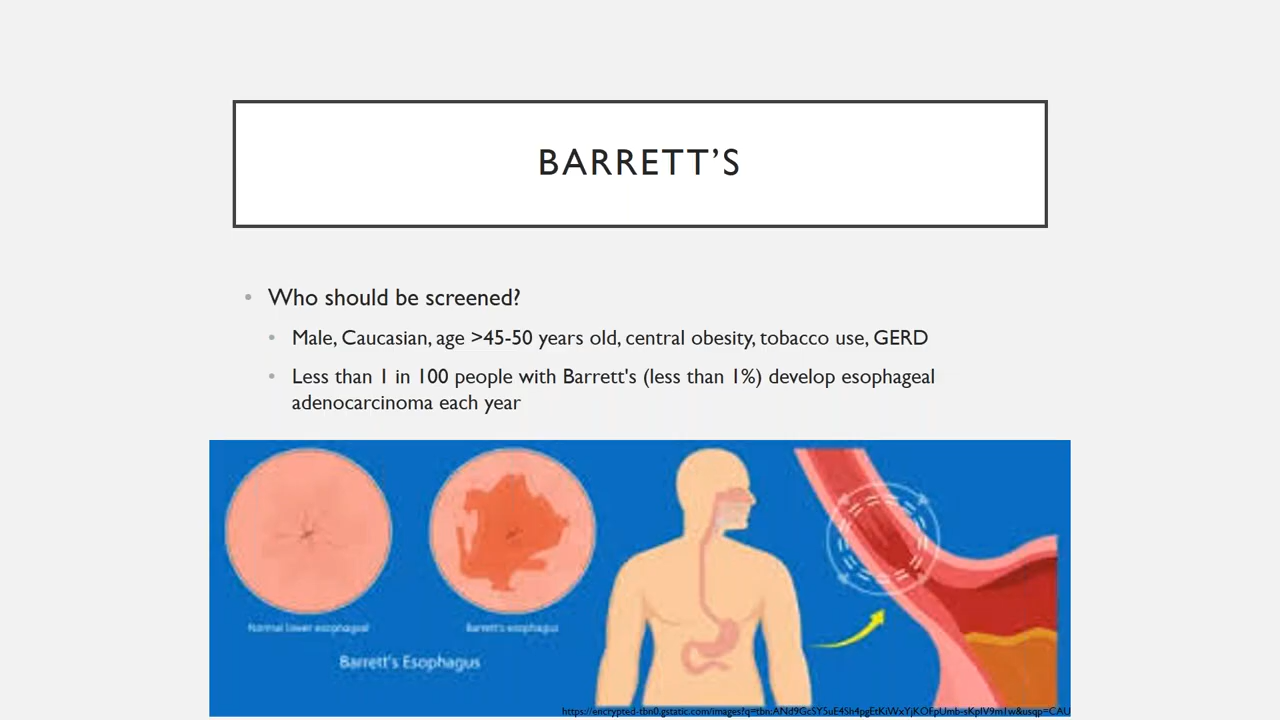 BARRETT'S
• Who should be screened?
• Male, Caucasian, age >45-50 years old, central obesity, tobacco use, GERD
• Less than 1 in 100 people with Barrett's (less than 1%) develop esophageal
adenocarcinoma each year
Normal lower esophageal
Barrett's esophagus
Barrett's Esophagus